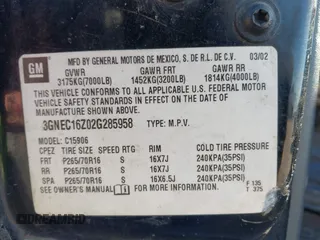 GM
MFD BY GENERAL MOTORS DE MEXICO, S. DE R.L. DE C.V. 03/02
GVWR GAWR FRT GAWR RR
3175KG(7000LB) 1452KG(3200LB) 1814KG(4000LB)
THIS VEHICLE CONFORMS TO ALL APPLICABLE U.S. FEDERAL MOTOR
VEHICLE SAFETY STANDARDS IN EFFECT ON THE DATE OF
MANUFACTURE SHOWN ABOVE.
3GNEC16Z02G285958 TYPE: M.P.V.
MODEL: C15906
CIPZ TIRE SIZE SPEED RTG RIM COLD TIRE PRESSURE
FRT P265/70R16 S 16X7J 240KPA(35PSI)
RR P265/70R16 S 16X7J 240KPA(35PSI)
SPA P265/70R16 S 16X6.5J 240KPA(35PSI)
SEE OWNER'S MANUAL FOR MORE INFORMATION. F 135
T 375